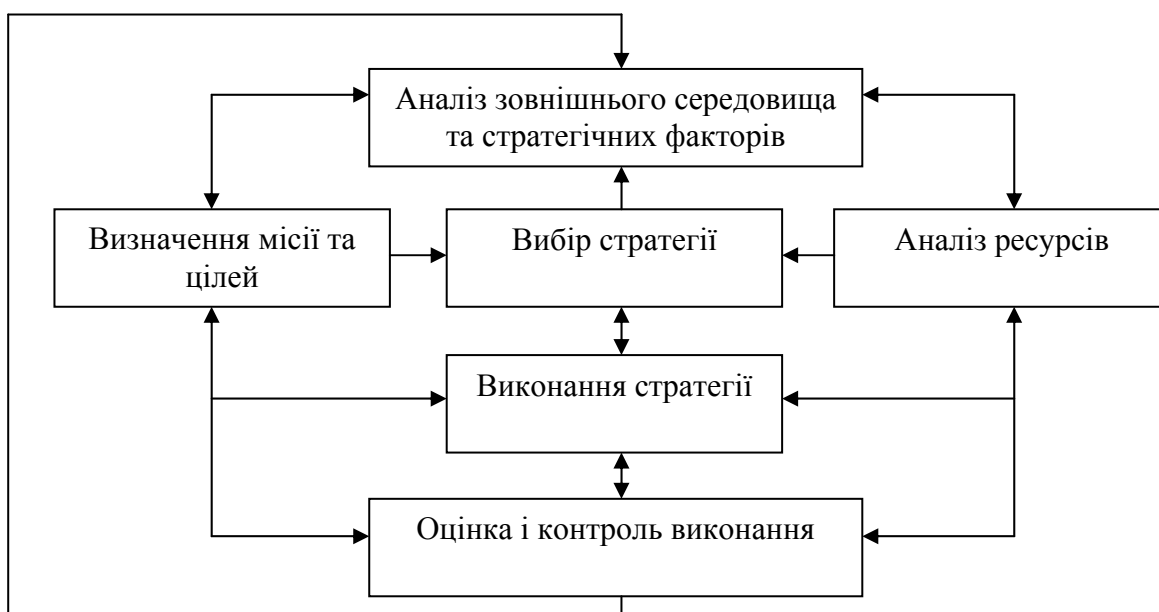 Аналіз зовнішнього середовища
та стратегічних факторів
Визначення місії та
цілей
Вибір стратегії
Аналіз ресурсів
Виконання стратегії
Оцінка і контроль виконання